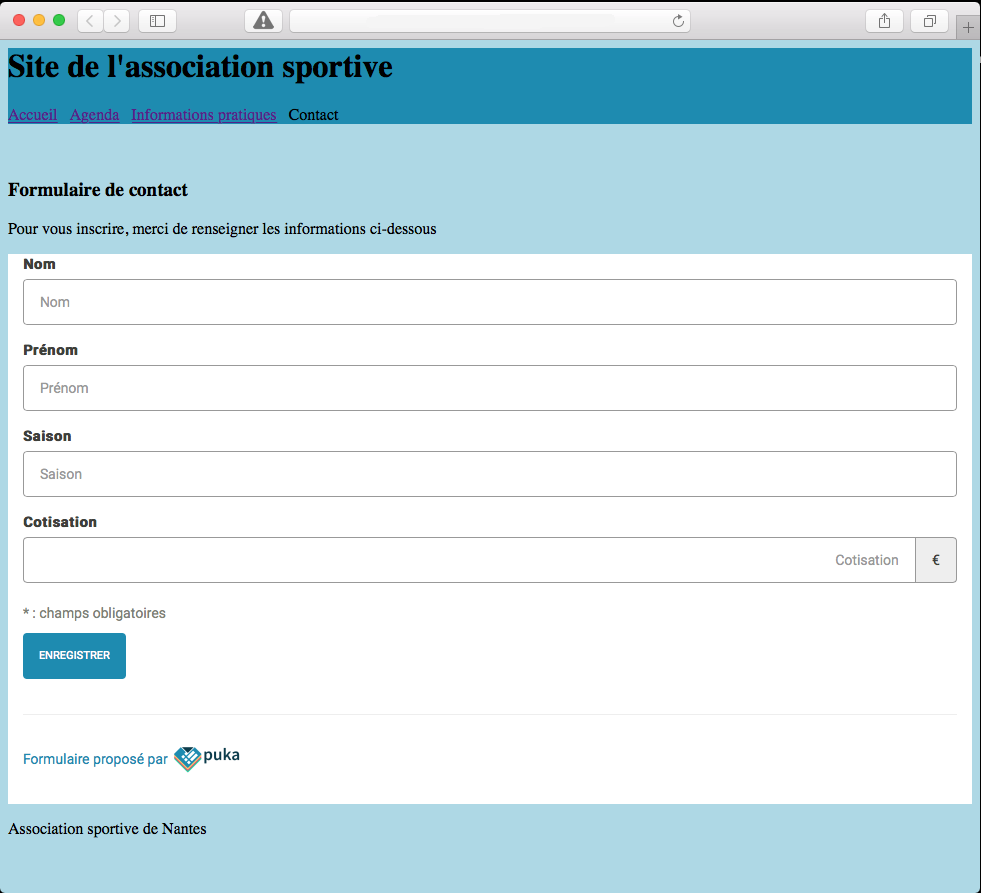 Site de l'association sportive
Accueil Agenda Informations pratiques Contact
Formulaire de contact
Pour vous inscrire, merci de renseigner les informations ci-dessous
Nom
Nom
Prénom
Prénom
Saison
Saison
Cotisation
Cotisation €
* : champs obligatoires
ENREGISTRER
Formulaire proposé par puka
Association sportive de Nantes